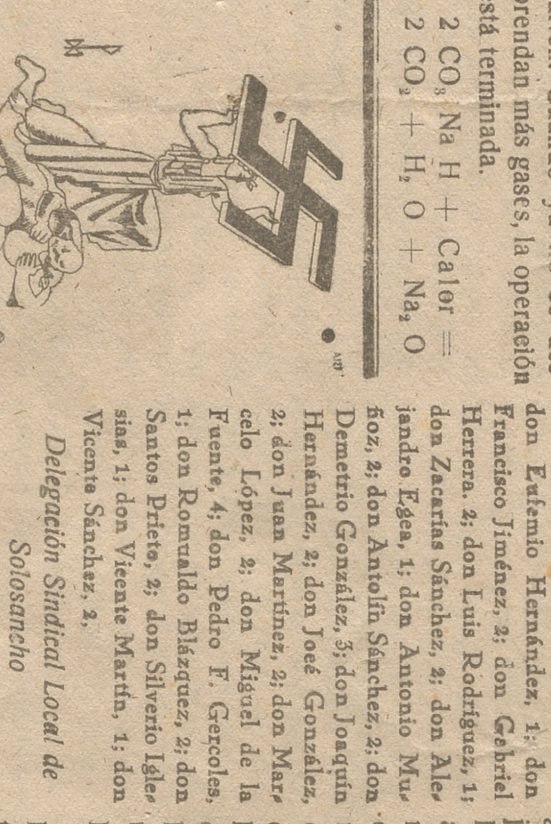 prendan más gases, la operación
stá terminada.
2 CO₃ Na H + Calor =
2 CO₂ + H₂ O + Na₂ O
don Eufemio Hernández, 1; don
Francisco Jiménez, 2; don Gabriel
Herrera. 2; don Luis Rodríguez, 1;
don Zacarías Sánchez, 2; don Ale-
jandro Egea, 1; don Antonio Mu-
ñoz, 2; don Antolín Sánchez, 2; don
Demetrio González, 3; don Joaquín
Hernández, 2; don Joeé González,
2; don Juan Martínez, 2; don Mar-
celo López, 2; don Miguel de la
Fuente, 4; don Pedro F. Gercoles,
1; don Romualdo Blázquez, 2; don
Santos Prieto, 2; don Silverio Igle-
sias, 1; don Vicente Martín, 1; don
Vicente Sánchez, 2,
Delegación Sindical Local de
Solosancho